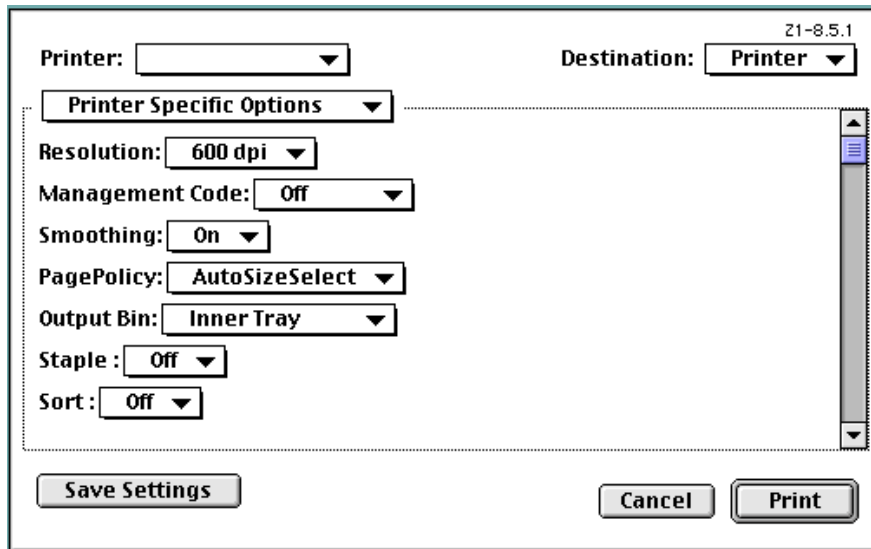 Z1-8.5.1
Printer: Destination: Printer
Printer Specific Options
Resolution: 600 dpi
Management Code: Off
Smoothing: On
PagePolicy: AutoSizeSelect
Output Bin: Inner Tray
Staple : Off
Sort : Off
Save Settings Cancel Print